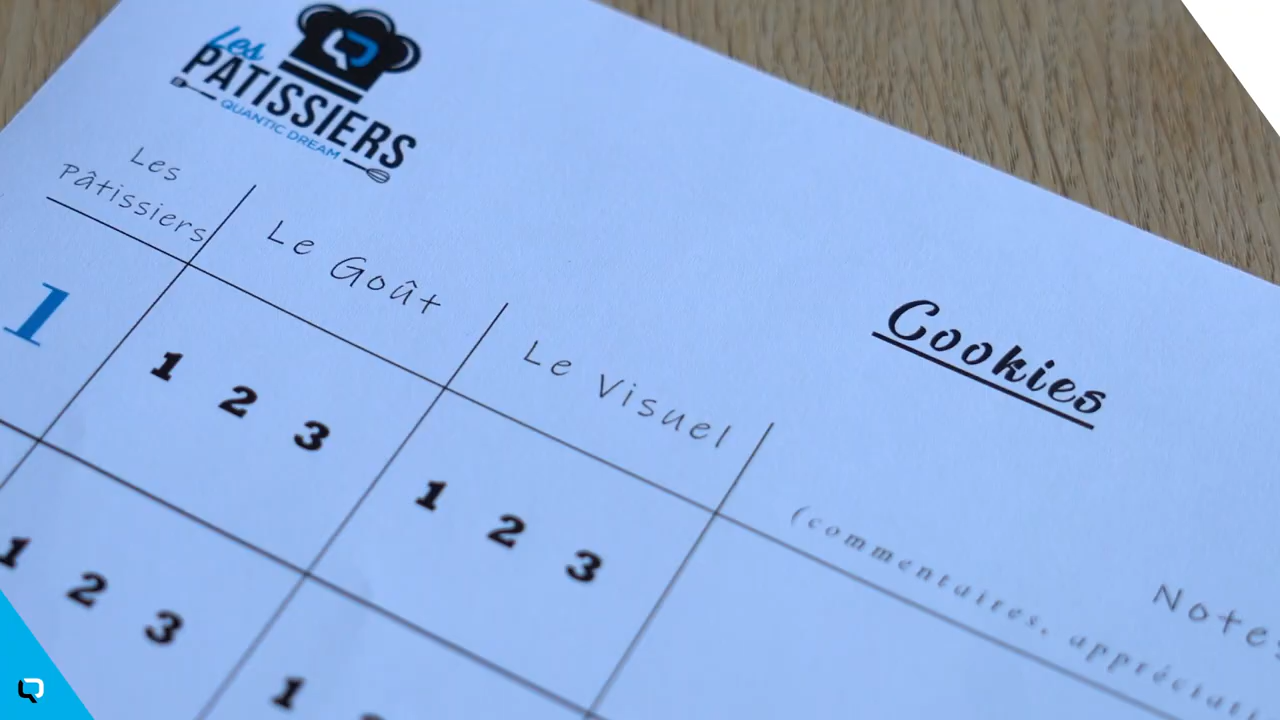 Les
PÂTISSIERS
QUANTIC DREAM
Les
Pâtissiers
Le Goût
Le Visuel
Cookies
Notes
(commentaires, appréciati
1
1 2 3
1 2 3
1 2 3
1